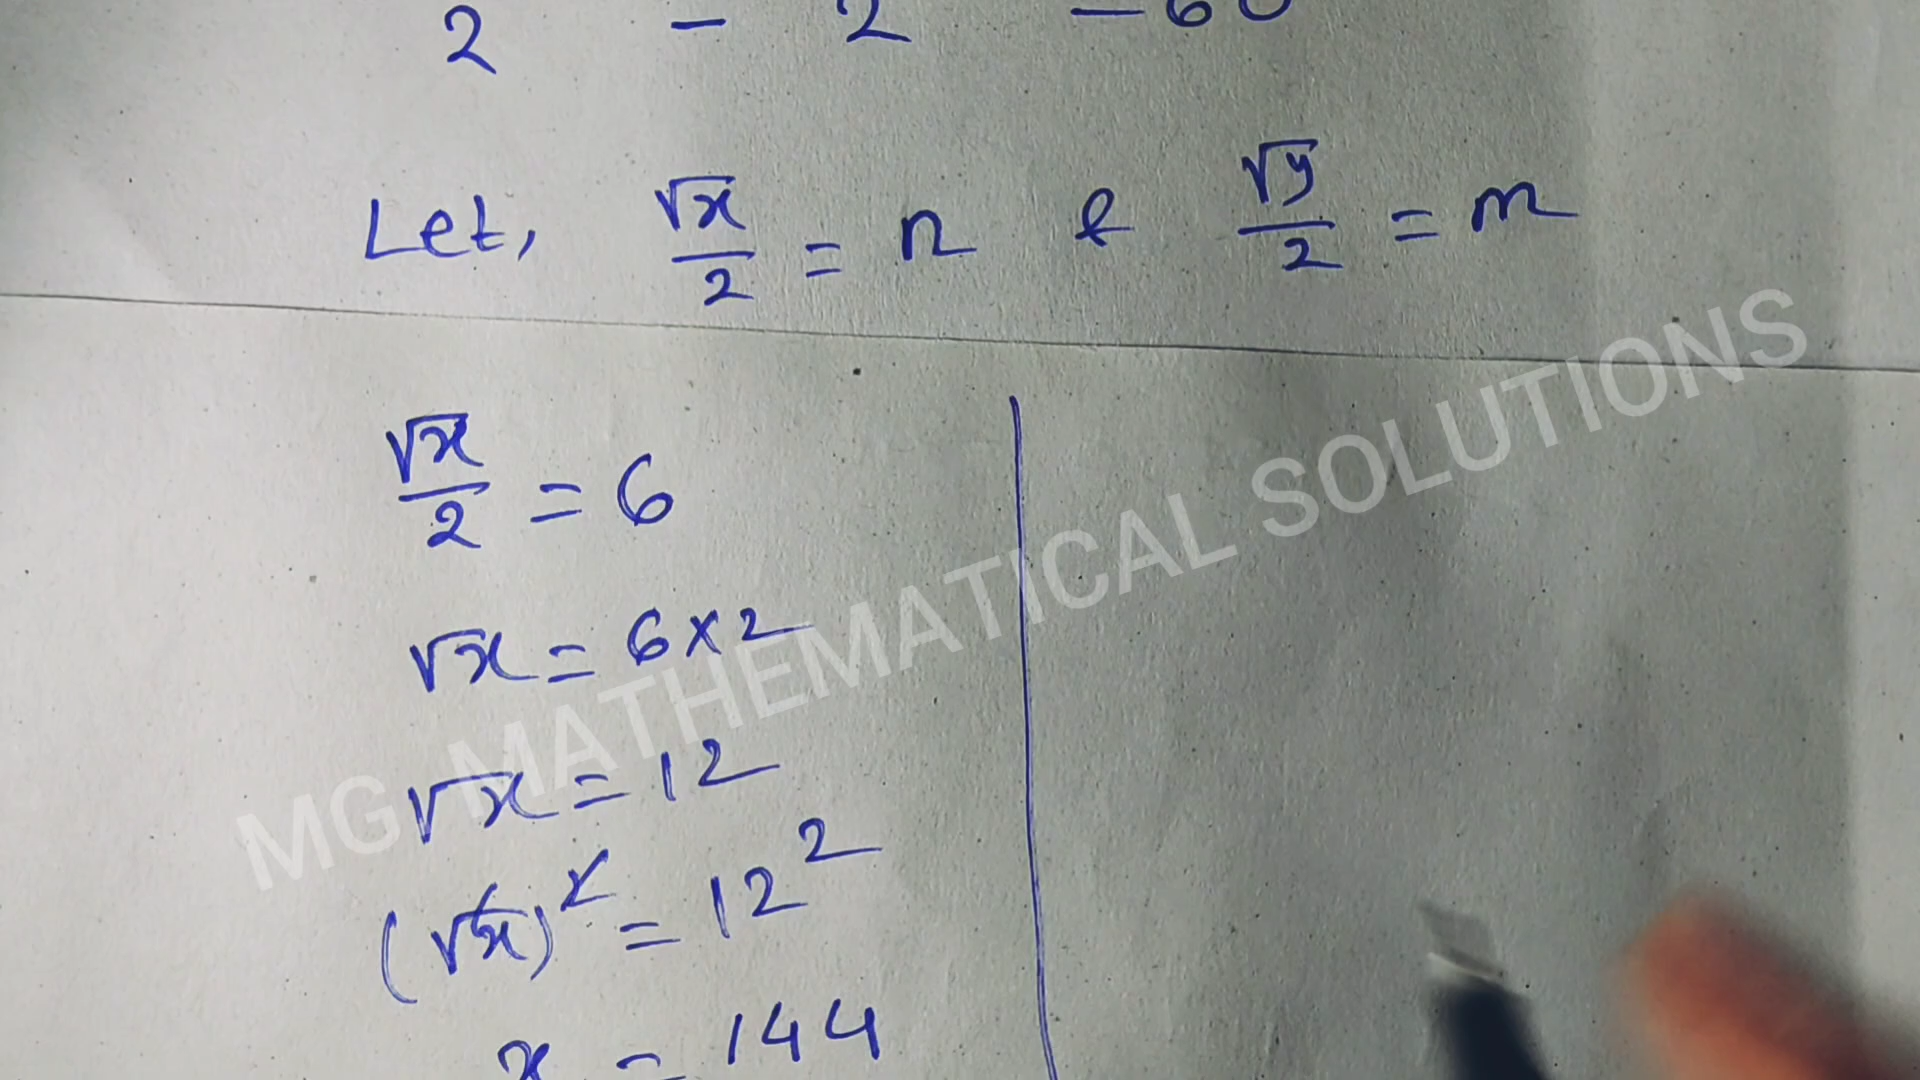 2 - 2 = 60
Let, √x/2 = n & √y/2 = m
√x/2 = 6
√x = 6×2
√x = 12
(√x)² = 12²
x = 144
MG MATHEMATICAL SOLUTIONS